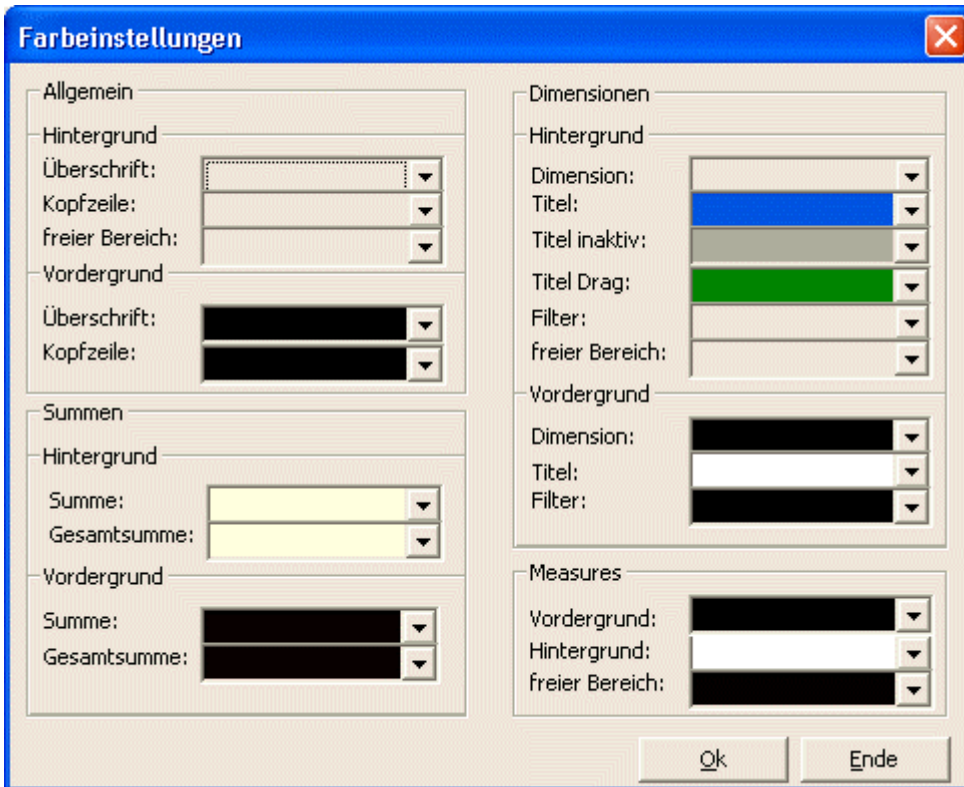 Farbeinstellungen
Allgemein
Hintergrund
Überschrift:
Kopfzeile:
freier Bereich:
Vordergrund
Überschrift:
Kopfzeile:
Summen
Hintergrund
Summe:
Gesamtsumme:
Vordergrund
Summe:
Gesamtsumme:
Dimensionen
Hintergrund
Dimension:
Titel:
Titel inaktiv:
Titel Drag:
Filter:
freier Bereich:
Vordergrund
Dimension:
Titel:
Filter:
Measures
Vordergrund:
Hintergrund:
freier Bereich:
Ok
Ende